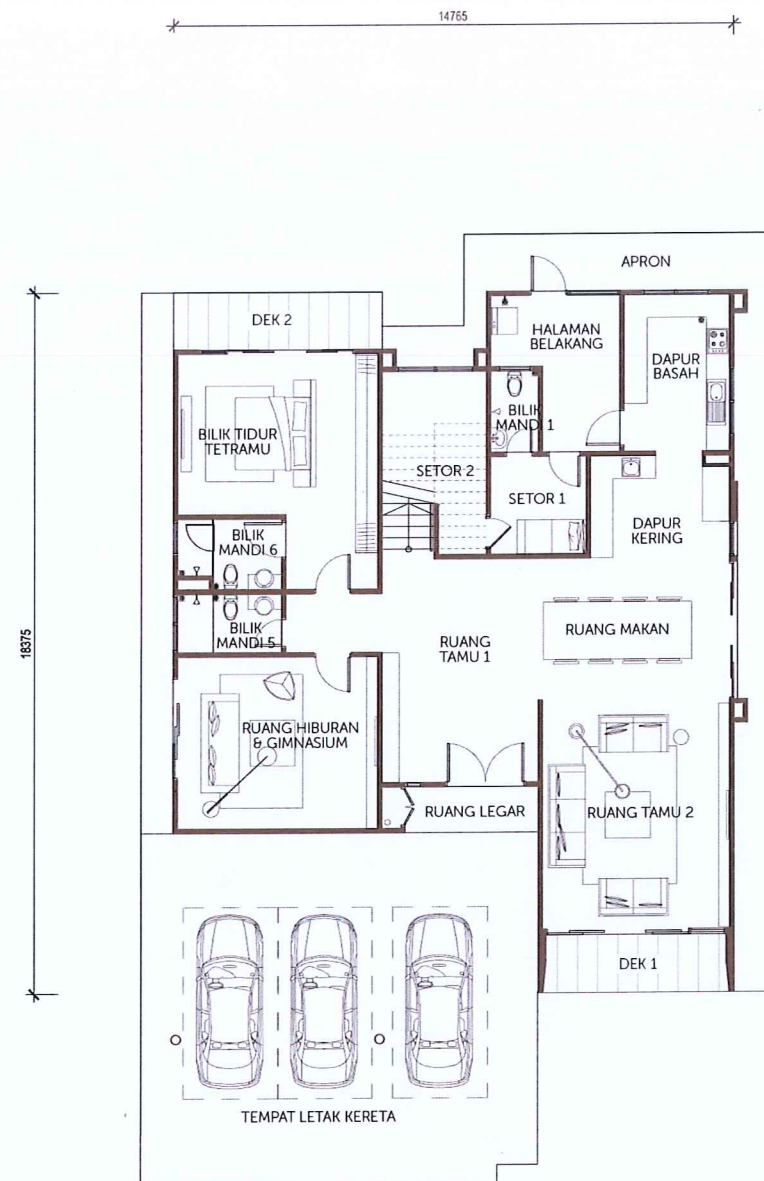 14765
APRON
DEK 2
HALAMAN
BELAKANG
DAPUR
BASAH
BILIK TIDUR
TETRAMU
BILIK
MANDI 1
SETOR 2
SETOR 1
DAPUR
KERING
BILIK
MANDI 6
BILIK
MANDI 5
RUANG
TAMU 1
RUANG MAKAN
18375
RUANG HIBURAN
& GIMNASIUM
RUANG LEGAR
RUANG TAMU 2
DEK 1
TEMPAT LETAK KERETA